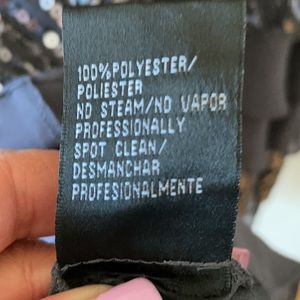 100%POLYESTER/
POLIESTER
NO STEAM/NO VAPOR
PROFESSIONALLY
SPOT CLEAN/
DESMANCHAR
PROFESIONALMENTE